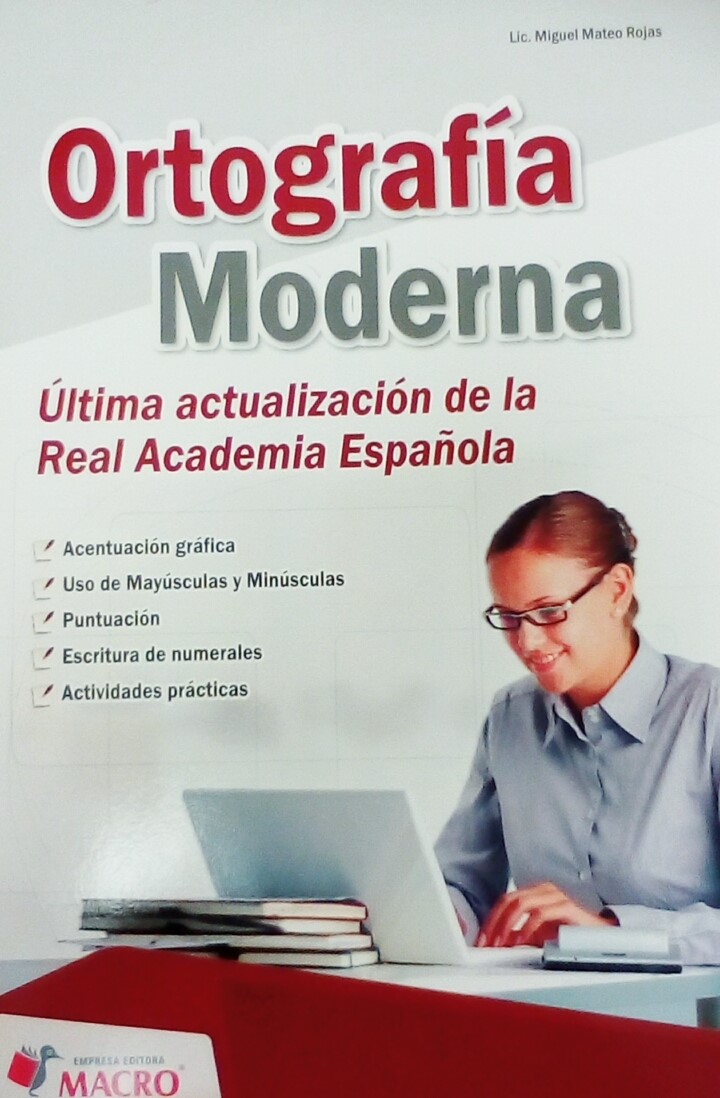 Lic. Miguel Mateo Rojas
Ortografía
Moderna
Última actualización de la
Real Academia Española
Acentuación gráfica
Uso de Mayúsculas y Minúsculas
Puntuación
Escritura de numerales
Actividades prácticas
EMPRESA EDITORA
MACRO®